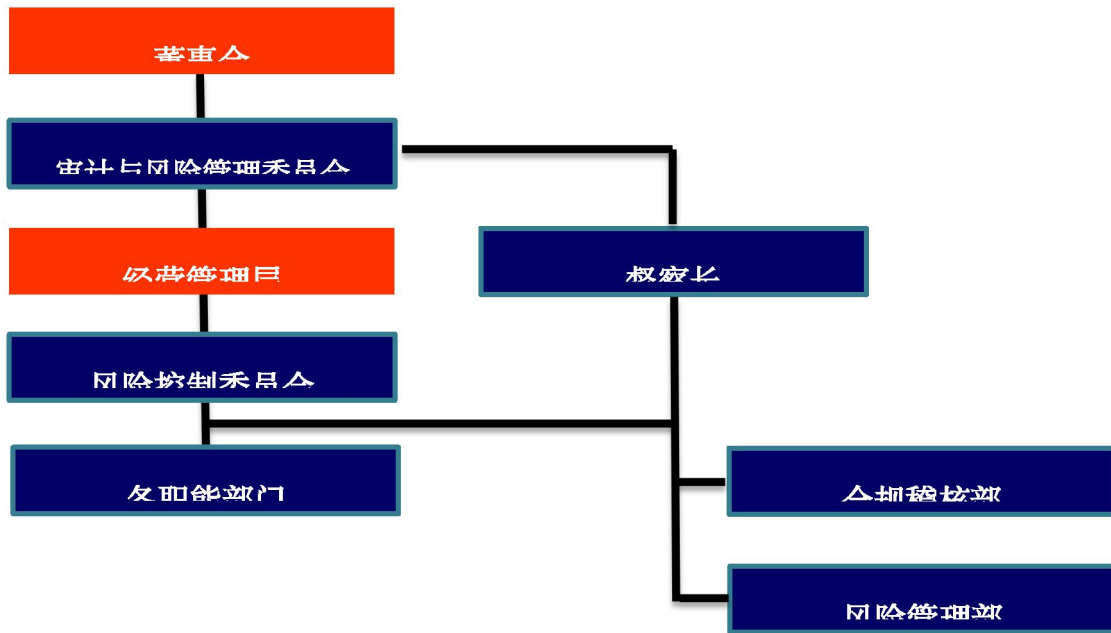 董事会
审计与风险管理委员会
经营管理层
督察长
风险控制委员会
各职能部门
合规稽核部
风险管理部